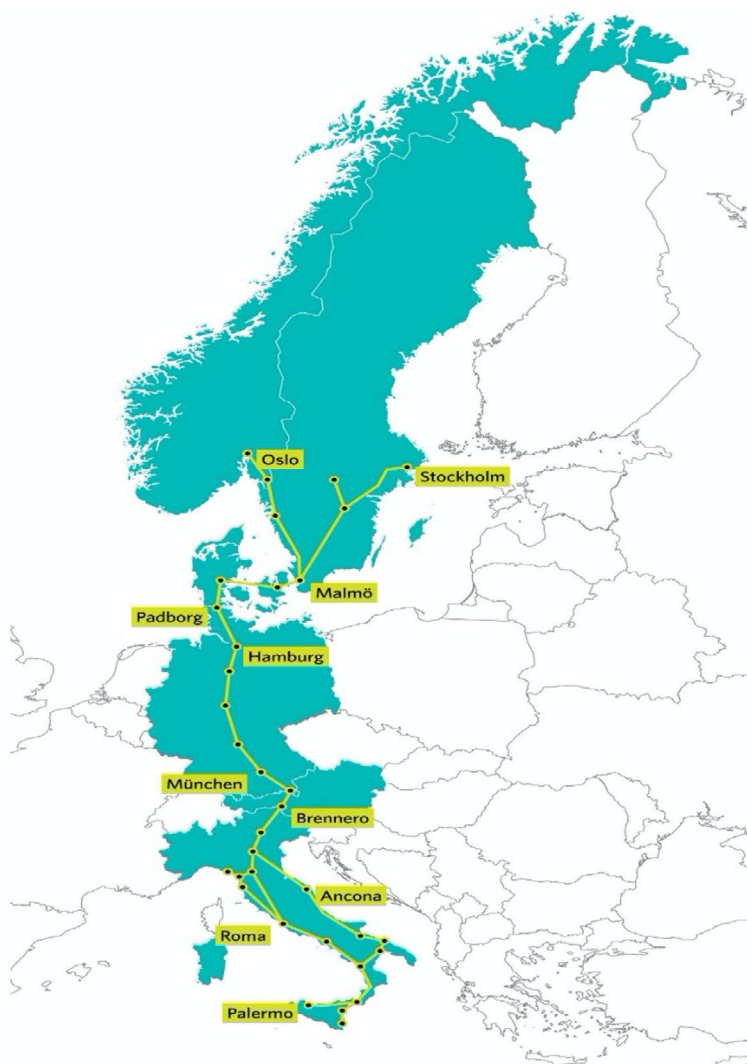 Oslo
Stockholm
Malmö
Padborg
Hamburg
München
Brennero
Ancona
Roma
Palermo